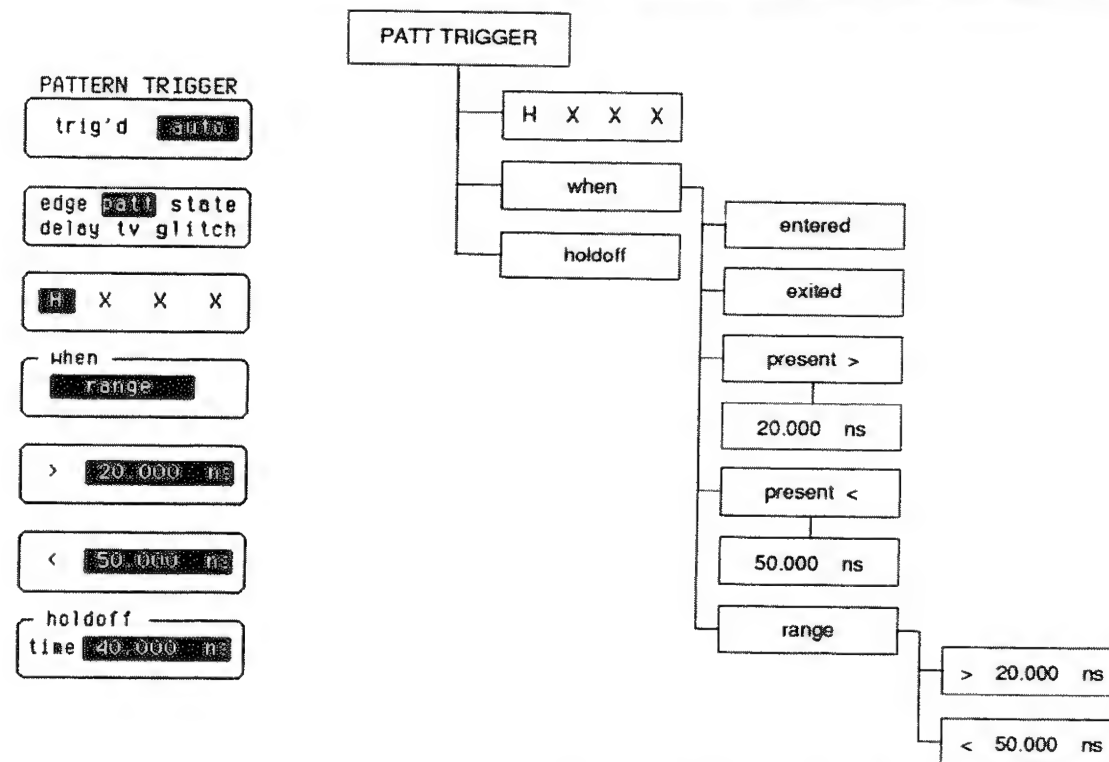 PATTERN TRIGGER
trig'd auto
edge patt state
delay tv glitch
H X X X
when
range
> 20.000 ns
< 50.000 ns
holdoff
time 40.000 ns
PATT TRIGGER
H X X X
when
holdoff
entered
exited
present >
20.000 ns
present <
50.000 ns
range
> 20.000 ns
< 50.000 ns